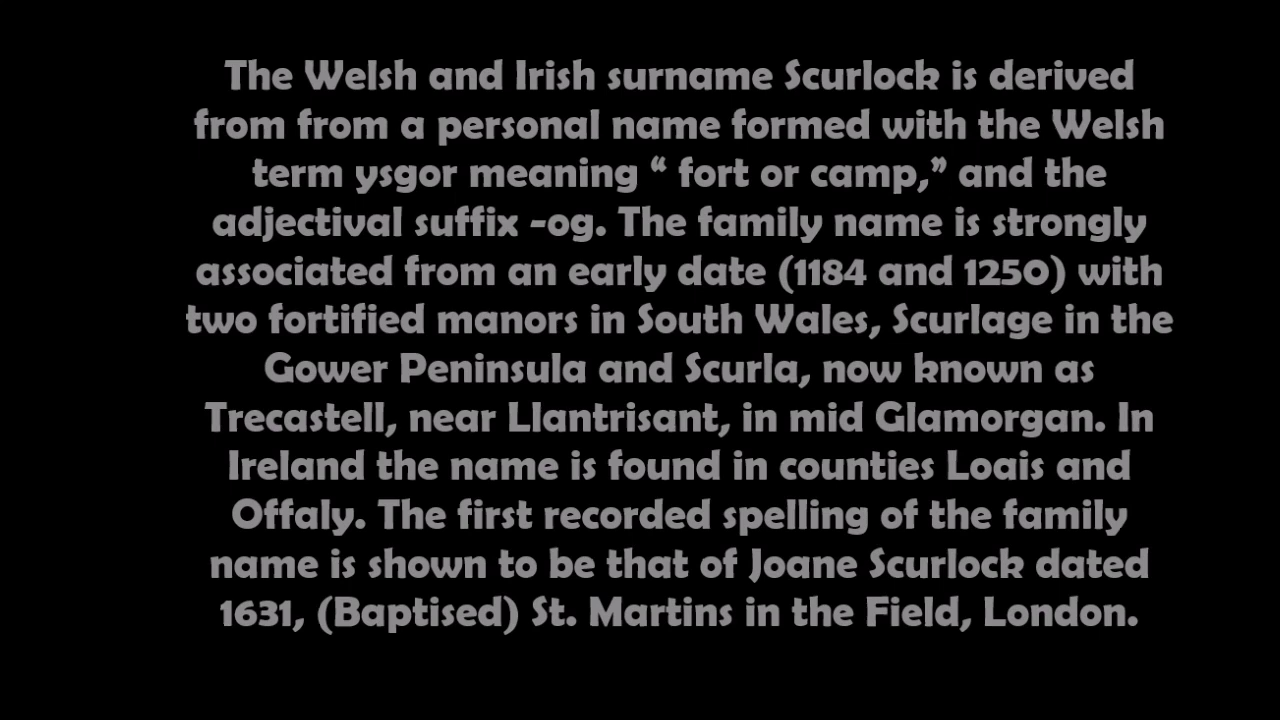 The Welsh and Irish surname Scurlock is derived
from from a personal name formed with the Welsh
term ysgor meaning “ fort or camp,” and the
adjectival suffix -og. The family name is strongly
associated from an early date (1184 and 1250) with
two fortified manors in South Wales, Scurlage in the
Gower Peninsula and Scurla, now known as
Trecastell, near Llantrisant, in mid Glamorgan. In
Ireland the name is found in counties Loais and
Offaly. The first recorded spelling of the family
name is shown to be that of Joane Scurlock dated
1631, (Baptised) St. Martins in the Field, London.